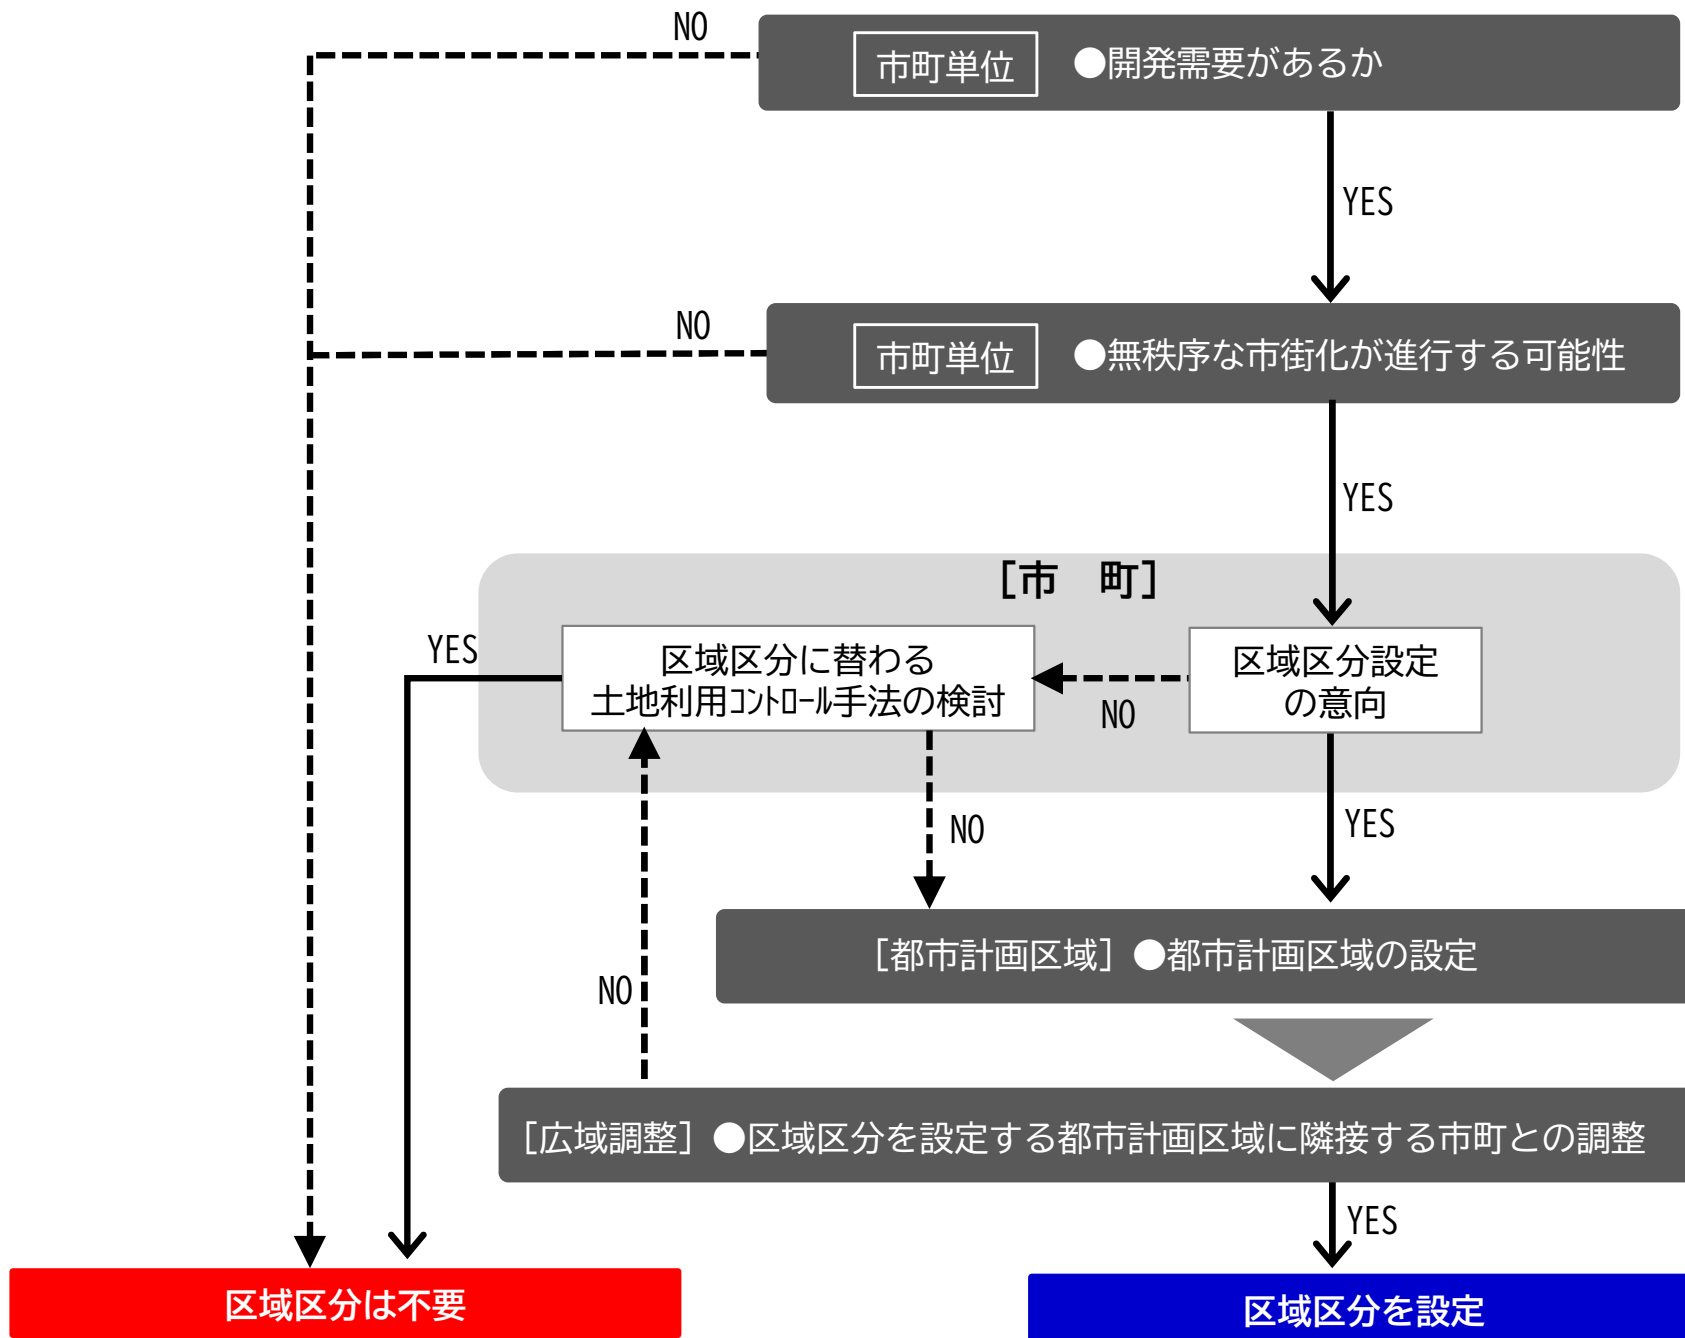 NO
市町単位 ●開発需要があるか
YES
NO
市町単位 ●無秩序な市街化が進行する可能性
YES
［市　町］
YES
区域区分に替わる
土地利用ｺﾝﾄﾛｰﾙ手法の検討
NO
区域区分設定
の意向
NO
YES
［都市計画区域］●都市計画区域の設定
NO
［広域調整］●区域区分を設定する都市計画区域に隣接する市町との調整
YES
区域区分は不要
区域区分を設定